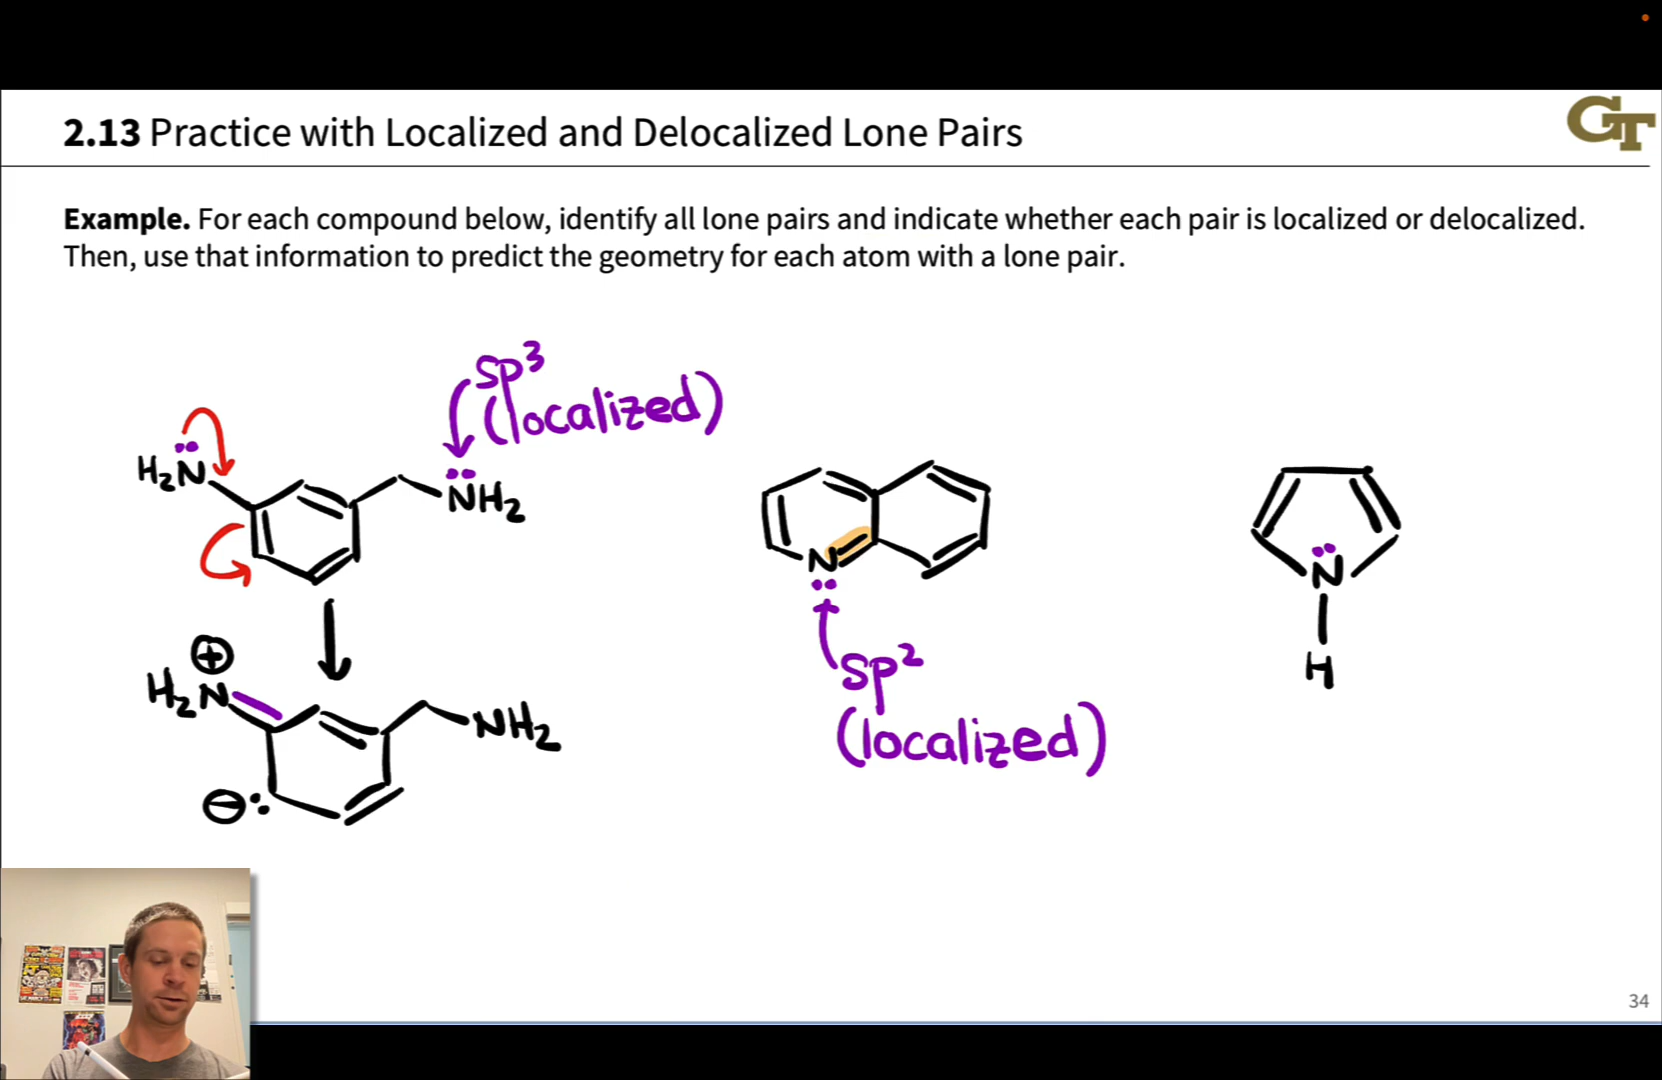 2.13 Practice with Localized and Delocalized Lone Pairs
GT
Example. For each compound below, identify all lone pairs and indicate whether each pair is localized or delocalized.
Then, use that information to predict the geometry for each atom with a lone pair.
sp³
(localized)
H₂N
NH₂
N
sp²
(localized)
N
H
⊕
H₂N
NH₂
⊖
34